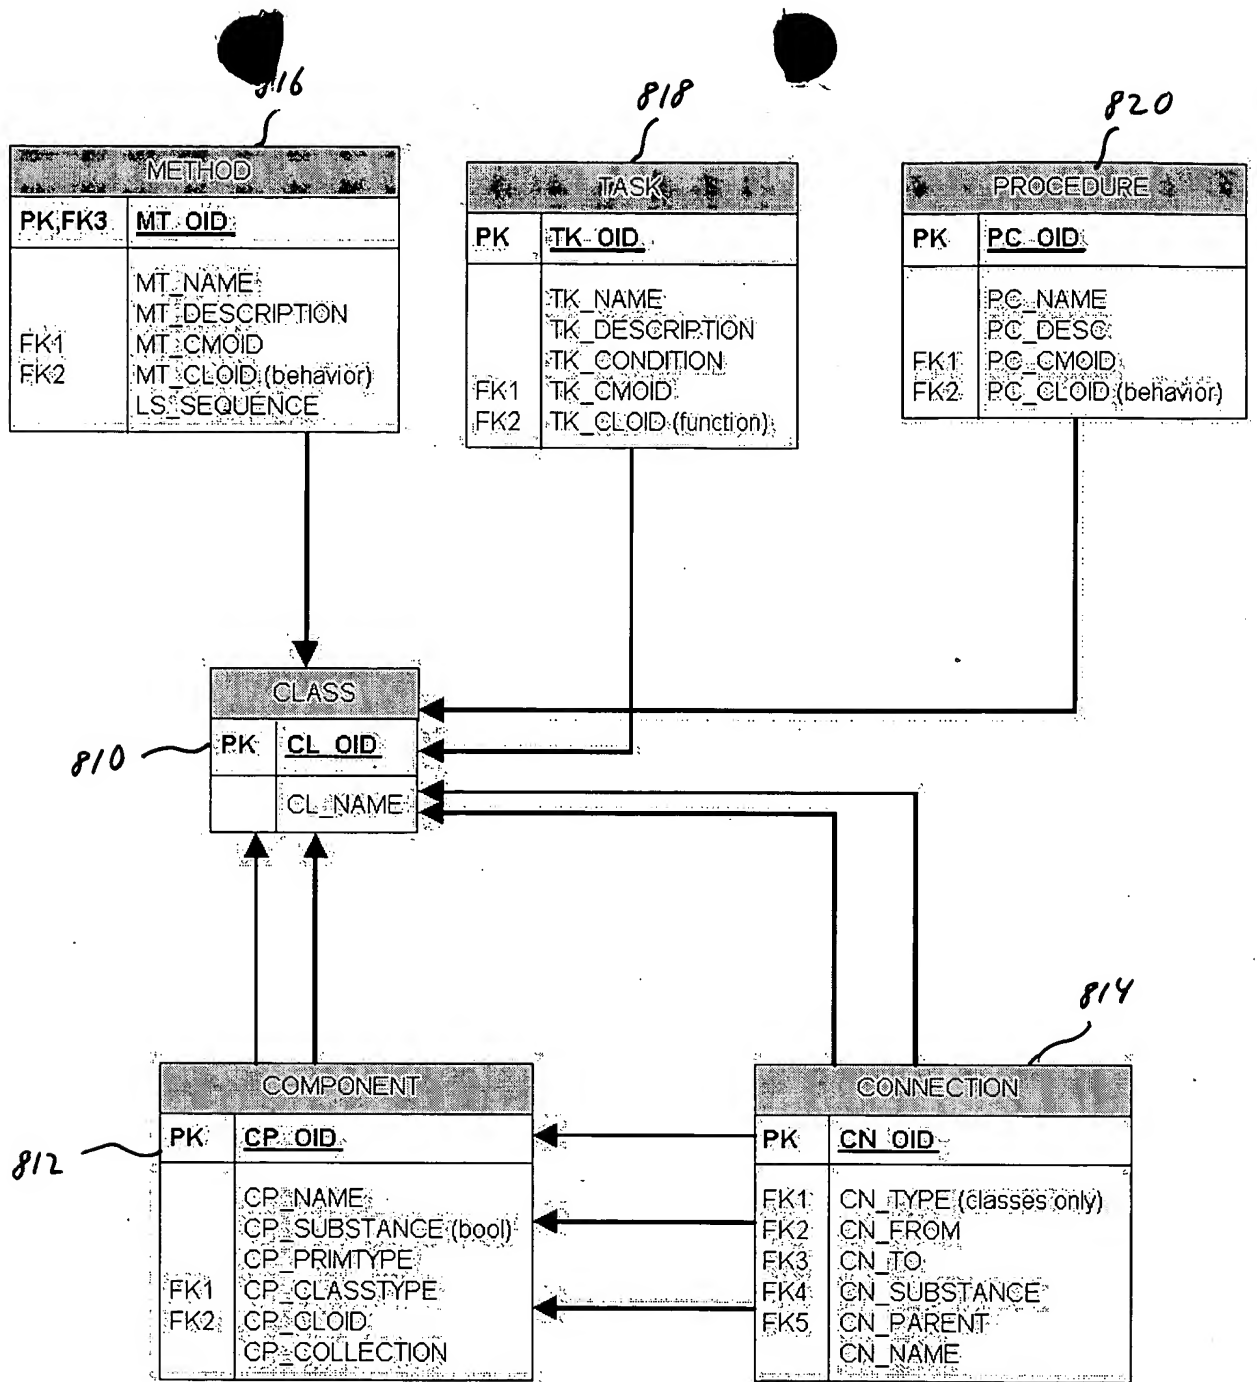 816
818
820
METHOD
PK,FK3 MT_OID
MT_NAME
MT_DESCRIPTION
FK1 MT_CMOID
FK2 MT_CLOID (behavior)
LS_SEQUENCE
TASK
PK TK_OID
TK_NAME
TK_DESCRIPTION
TK_CONDITION
FK1 TK_CMOID
FK2 TK_CLOID (function)
PROCEDURE
PK PC_OID
PC_NAME
PC_DESC
FK1 PC_CMOID
FK2 PC_CLOID (behavior)
CLASS
PK CL_OID
CL_NAME
810
814
COMPONENT
PK CP_OID
CP_NAME
CP_SUBSTANCE (bool)
CP_PRIMTYPE
FK1 CP_CLASSTYPE
FK2 CP_CLOID
CP_COLLECTION
812
CONNECTION
PK CN_OID
FK1 CN_TYPE (classes only)
FK2 CN_FROM
FK3 CN_TO
FK4 CN_SUBSTANCE
FK5 CN_PARENT
CN_NAME